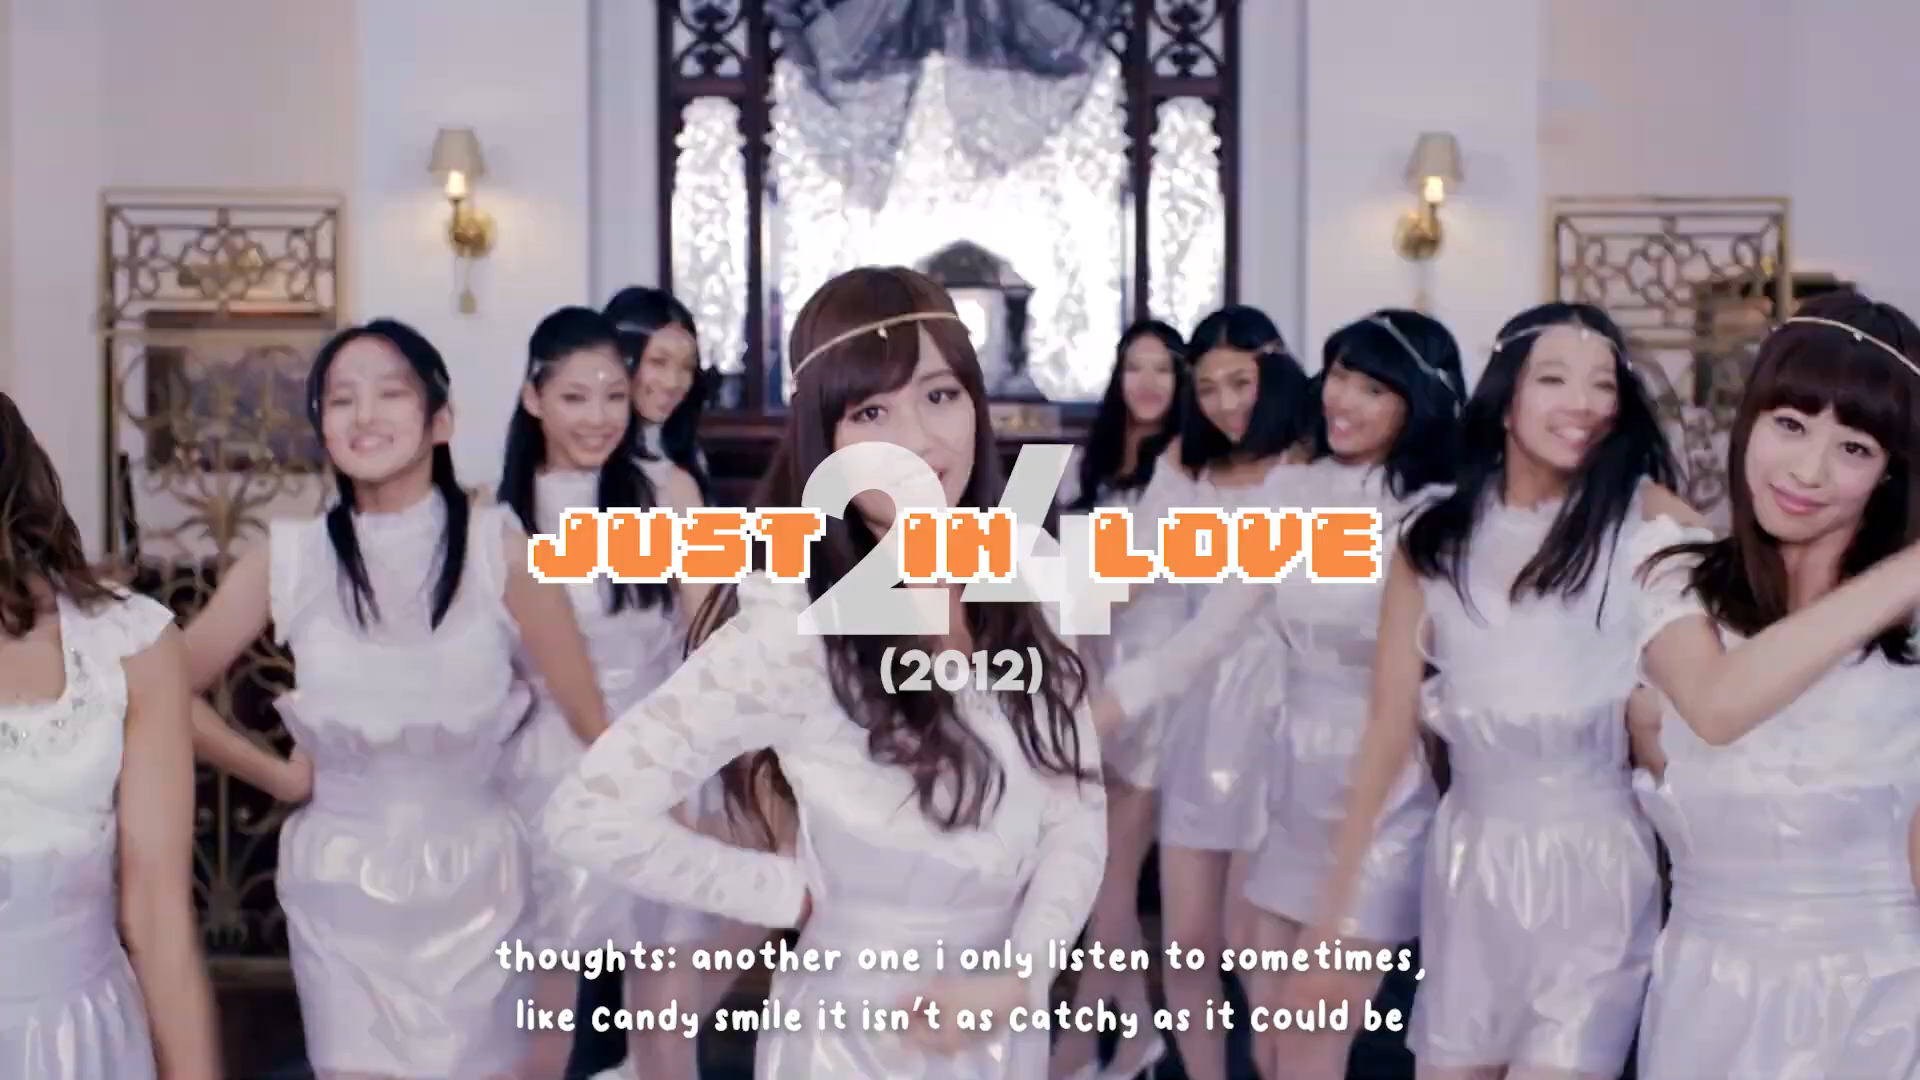 24
JUST IN LOVE
(2012)
thoughts: another one i only listen to sometimes,
like candy smile it isn't as catchy as it could be